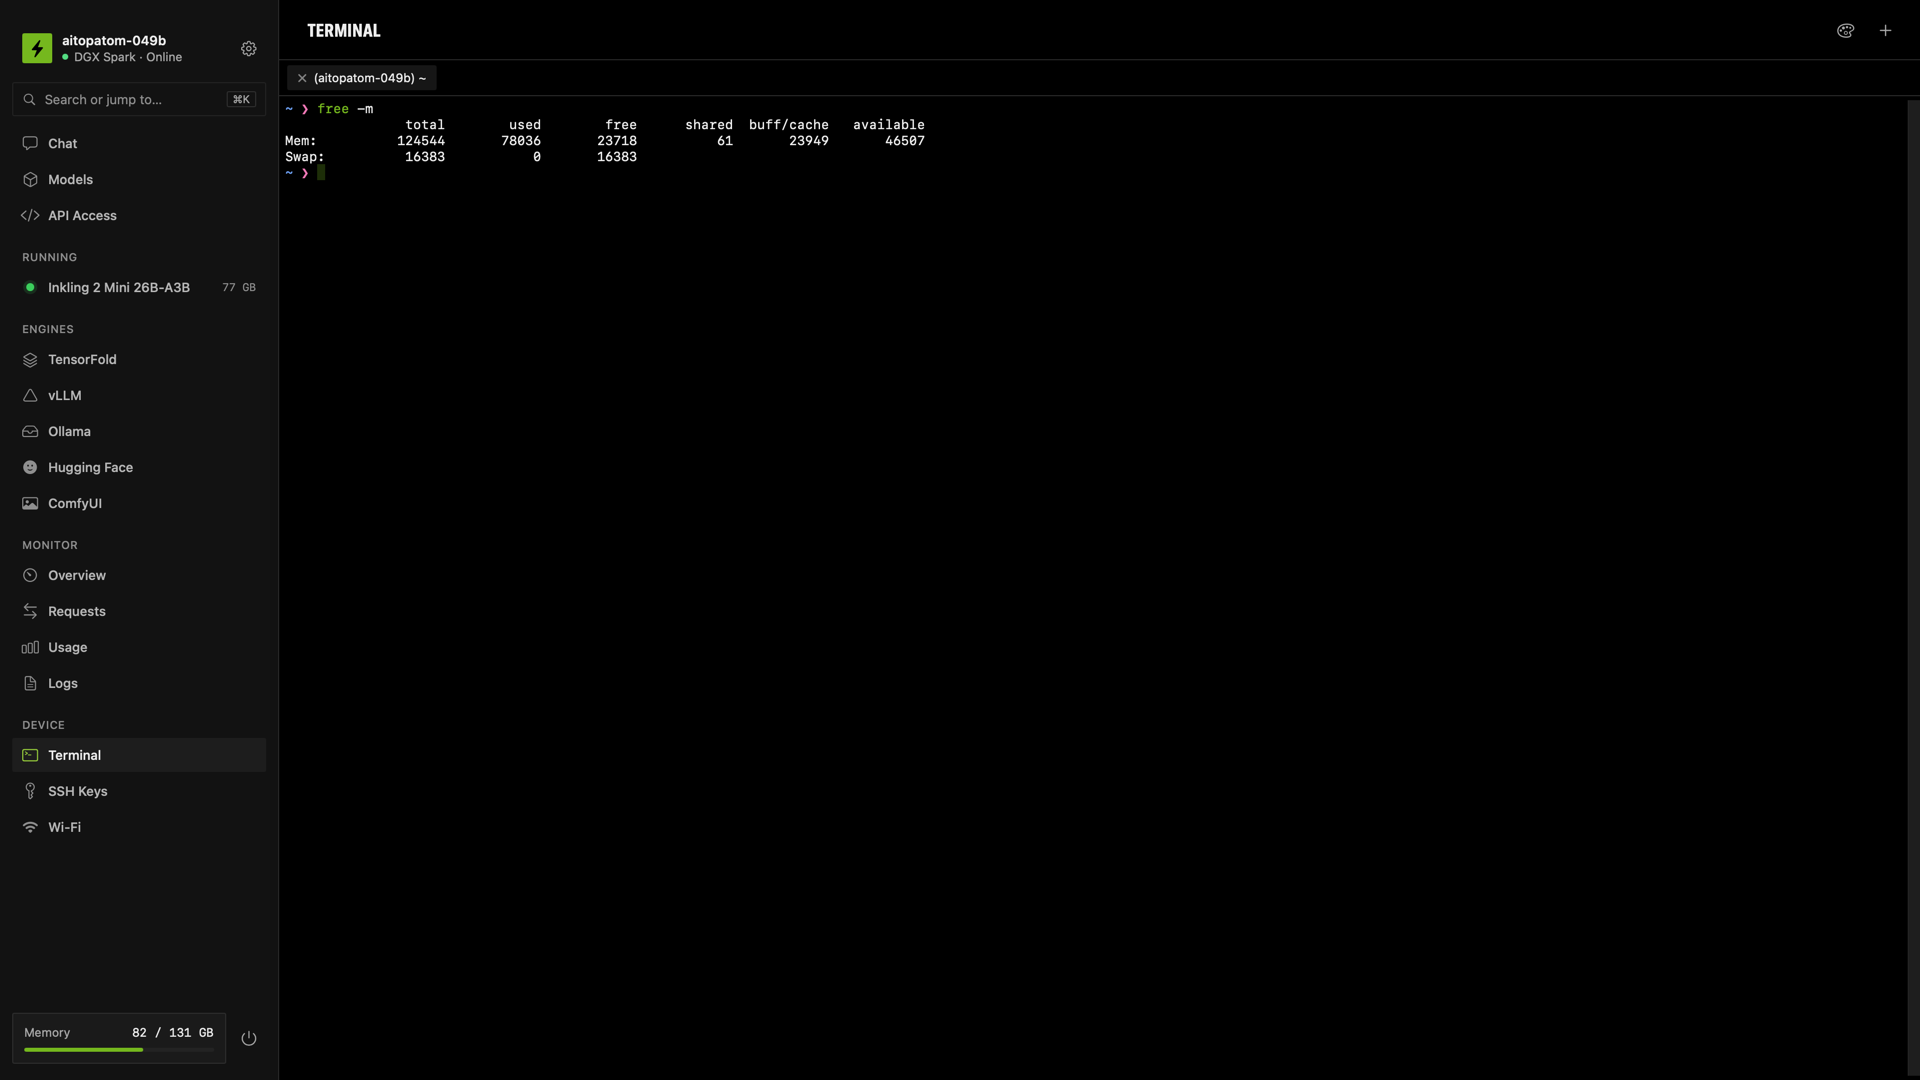 aitopatom-049b
DGX Spark · Online
Search or jump to... ⌘K
Chat
Models
API Access
RUNNING
Inkling 2 Mini 26B-A3B 77 GB
ENGINES
TensorFold
vLLM
Ollama
Hugging Face
ComfyUI
MONITOR
Overview
Requests
Usage
Logs
DEVICE
Terminal
SSH Keys
Wi-Fi
Memory 82 / 131 GB
TERMINAL
(aitopatom-049b) ~
~ ❯ free -m
total used free shared buff/cache available
Mem: 124544 78036 23718 61 23949 46507
Swap: 16383 0 16383
~ ❯